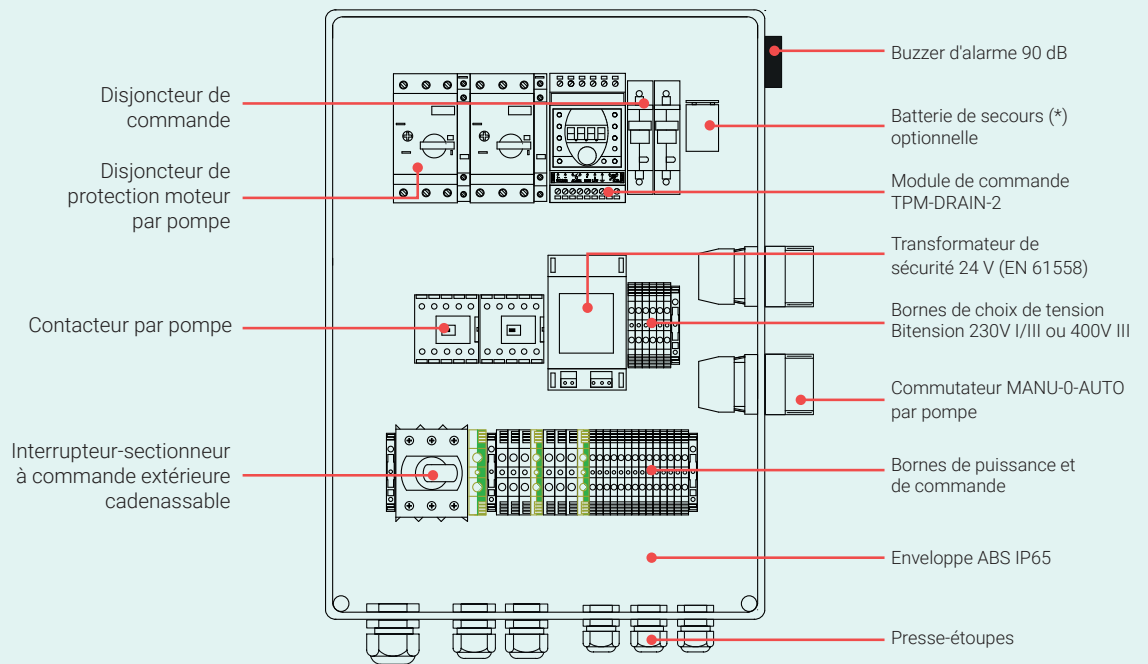 Disjoncteur de
commande
Disjoncteur de
protection moteur
par pompe
Contacteur par pompe
Interrupteur-sectionneur
à commande extérieure
cadenassable
Buzzer d'alarme 90 dB
Batterie de secours (*)
optionnelle
Module de commande
TPM-DRAIN-2
Transformateur de
sécurité 24 V (EN 61558)
Bornes de choix de tension
Bitension 230V I/III ou 400V III
Commutateur MANU-0-AUTO
par pompe
Bornes de puissance et
de commande
Enveloppe ABS IP65
Presse-étoupes